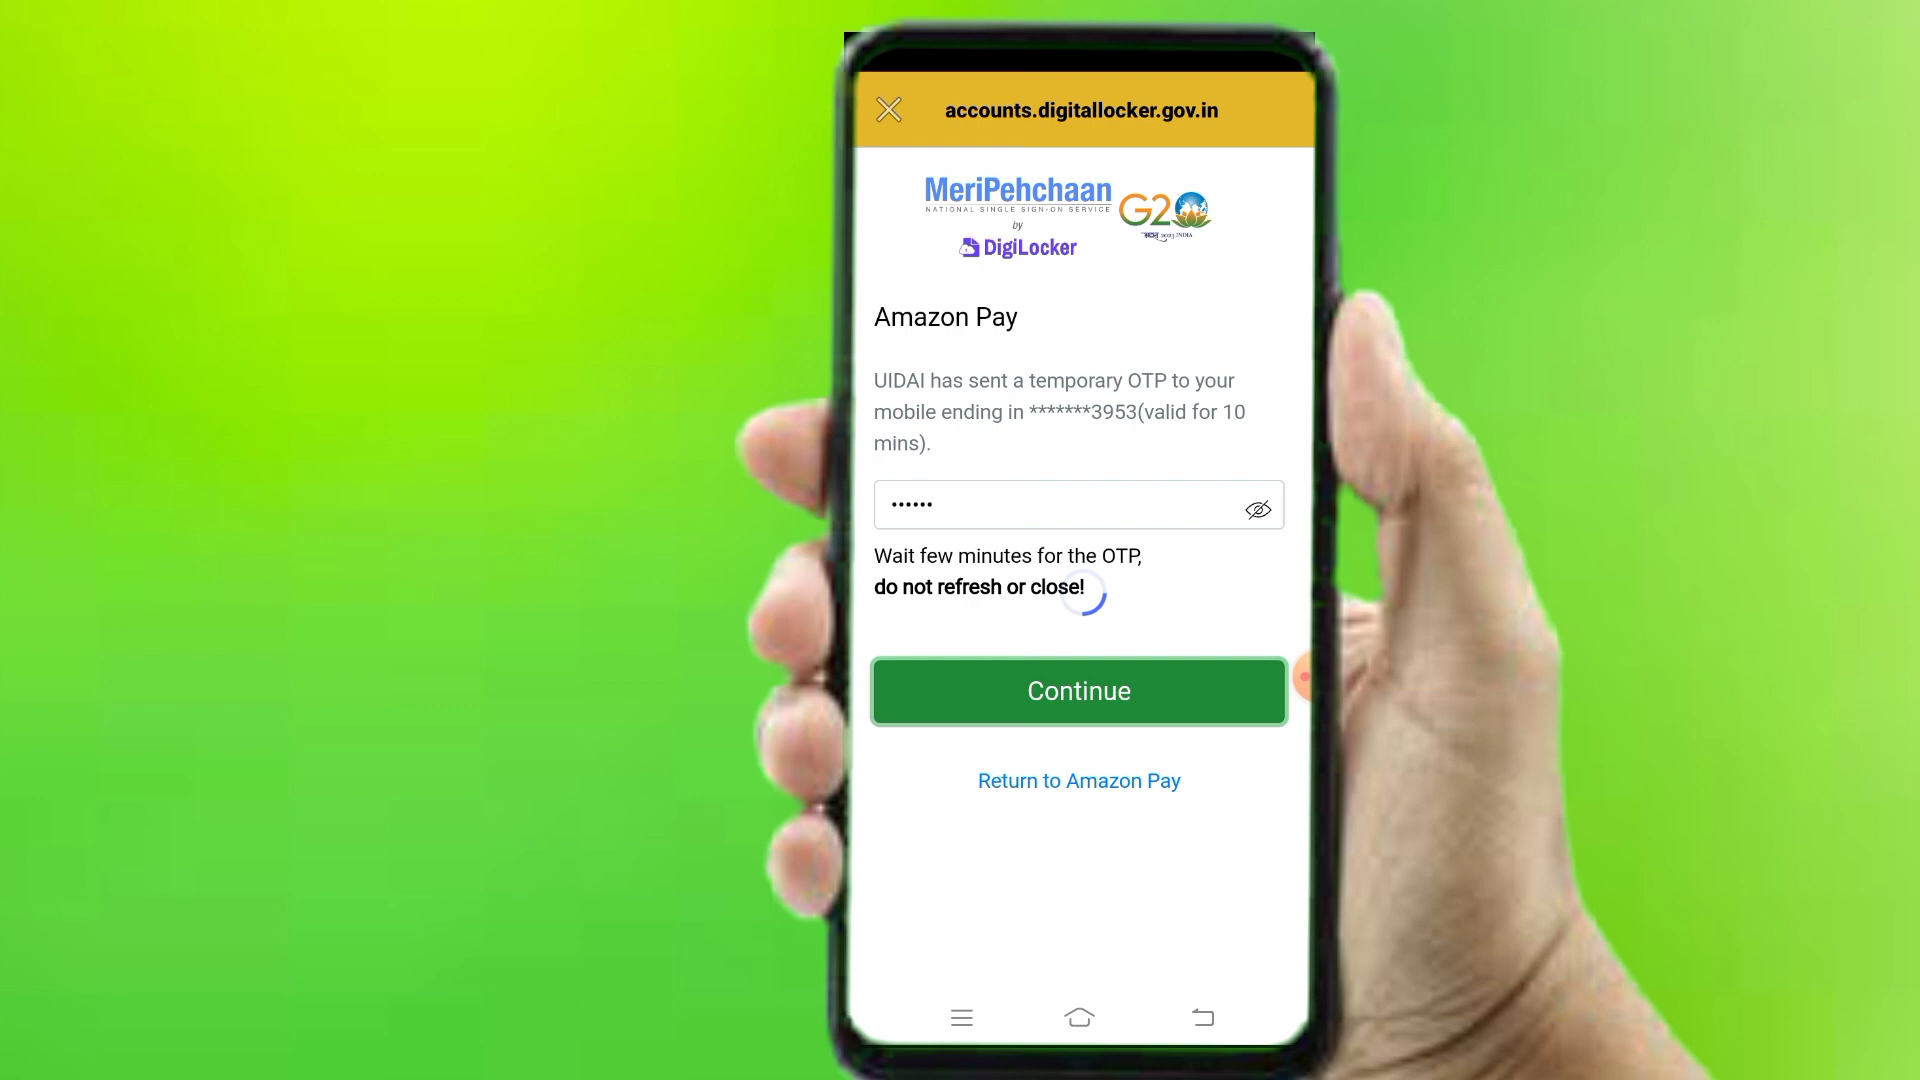 accounts.digitallocker.gov.in
MeriPehchaan
NATIONAL SINGLE SIGN-ON SERVICE
by
DigiLocker
G20
2023 INDIA
Amazon Pay
UIDAI has sent a temporary OTP to your
mobile ending in *******3953(valid for 10
mins).
••••••
Wait few minutes for the OTP,
do not refresh or close!
Continue
Return to Amazon Pay